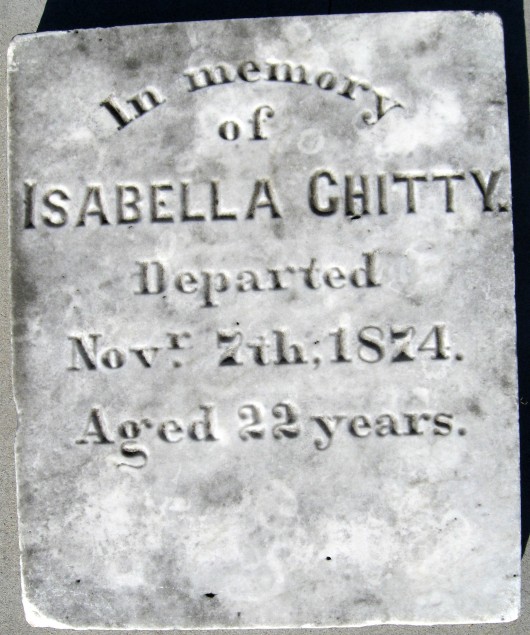 In memory
of
ISABELLA CHITTY.
Departed
Novr. 7th, 1874.
Aged 22 years.